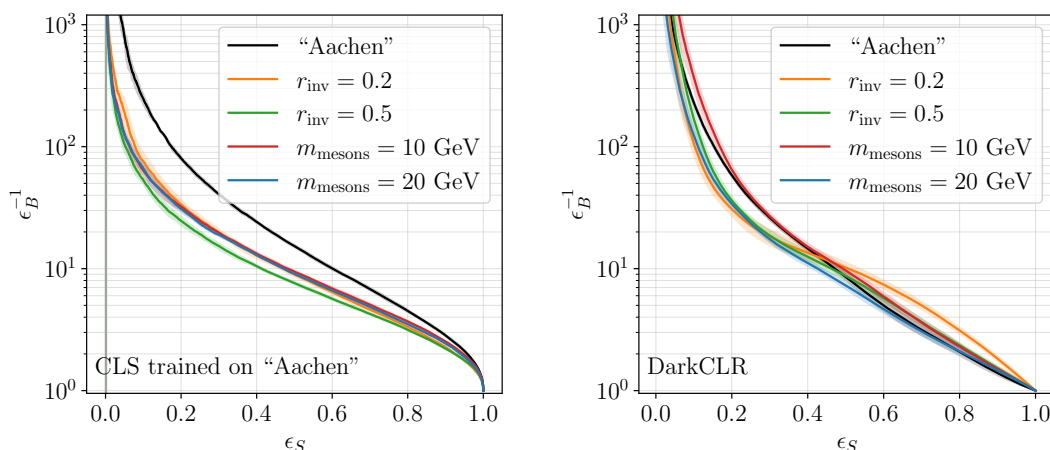 10³
10²
10¹
10⁰
ϵ_B⁻¹
“Aachen”
r_inv = 0.2
r_inv = 0.5
m_mesons = 10 GeV
m_mesons = 20 GeV
CLS trained on “Aachen”
0.0 0.2 0.4 0.6 0.8 1.0
ϵ_S
10³
10²
10¹
10⁰
ϵ_B⁻¹
“Aachen”
r_inv = 0.2
r_inv = 0.5
m_mesons = 10 GeV
m_mesons = 20 GeV
DarkCLR
0.0 0.2 0.4 0.6 0.8 1.0
ϵ_S